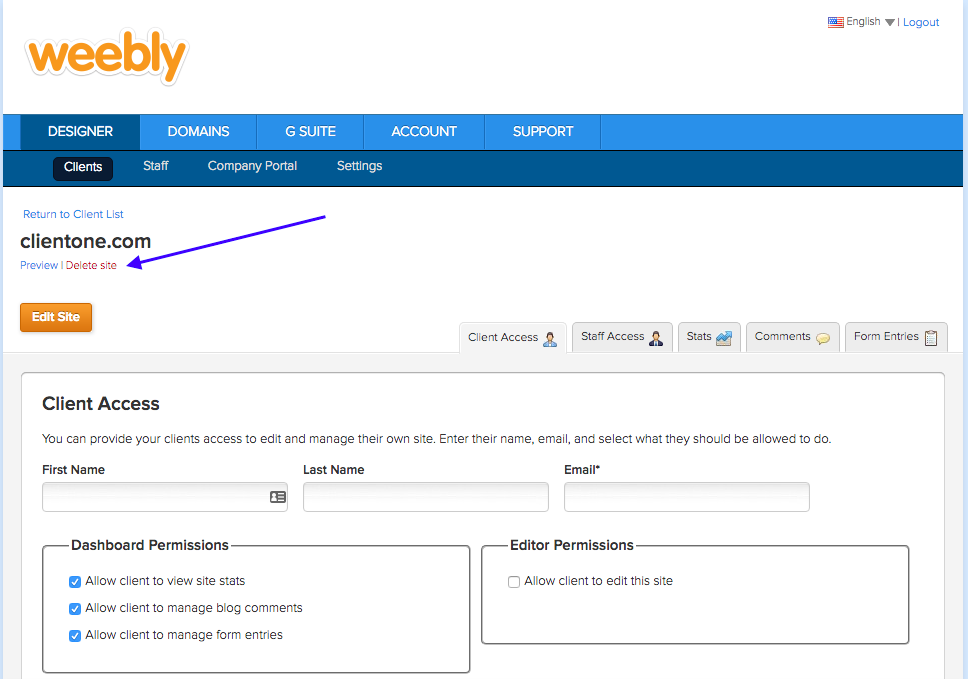 English | Logout
weebly
DESIGNER DOMAINS G SUITE ACCOUNT SUPPORT
Clients Staff Company Portal Settings
Return to Client List
clientone.com
Preview | Delete site
Edit Site
Client Access Staff Access Stats Comments Form Entries
Client Access
You can provide your clients access to edit and manage their own site. Enter their name, email, and select what they should be allowed to do.
First Name Last Name Email*
Dashboard Permissions Editor Permissions
Allow client to view site stats Allow client to edit this site
Allow client to manage blog comments
Allow client to manage form entries